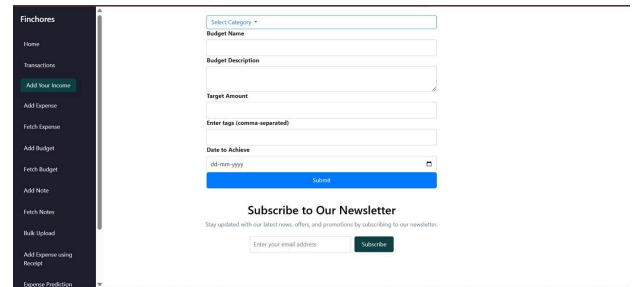 Finchores
Home
Transactions
Add Your Income
Add Expense
Fetch Expense
Add Budget
Fetch Budget
Add Note
Fetch Notes
Bulk Upload
Add Expense using
Receipt
Expense Prediction
Select Category
Budget Name
Budget Description
Target Amount
Enter tags (comma-separated)
Date to Achieve
dd-mm-yyyy
Submit
Subscribe to Our Newsletter
Stay updated with our latest news, offers, and promotions by subscribing to our newsletter.
Enter your email address
Subscribe